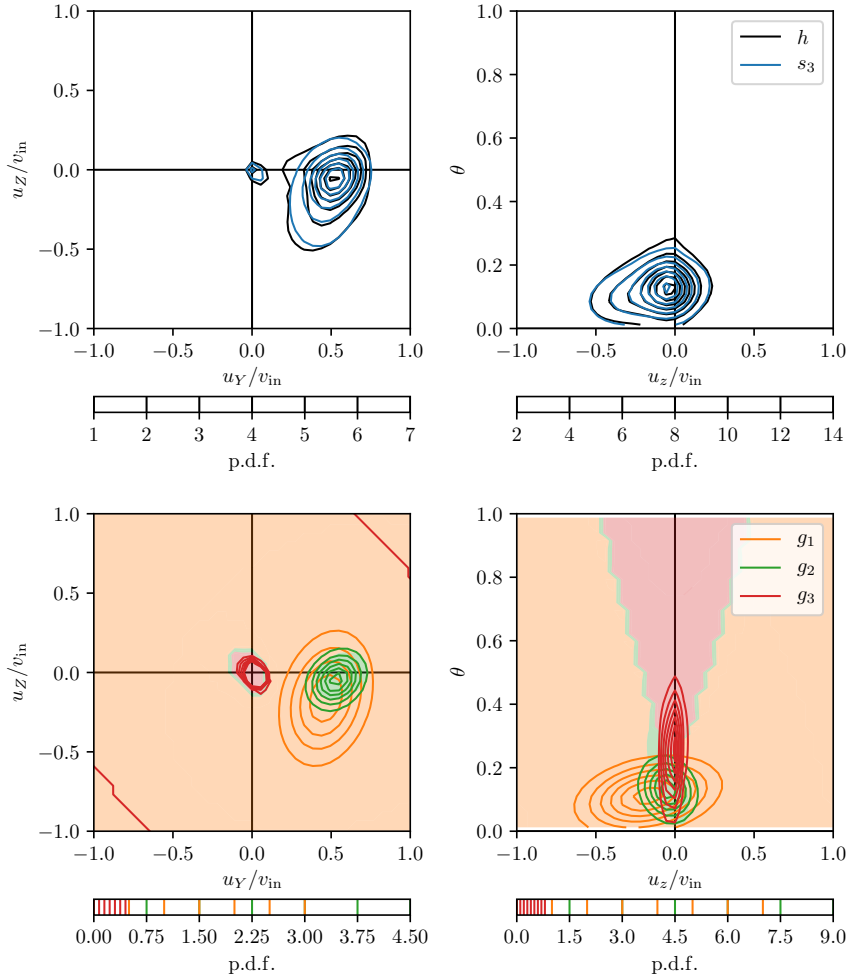 1.0
0.5
0.0
−0.5
−1.0
u_Z/v_in
−1.0 −0.5 0.0 0.5 1.0
u_Y/v_in
1 2 3 4 5 6 7
p.d.f.
1.0
0.8
0.6
0.4
0.2
0.0
θ
h
s_3
−1.0 −0.5 0.0 0.5 1.0
u_z/v_in
2 4 6 8 10 12 14
p.d.f.
1.0
0.5
0.0
−0.5
−1.0
u_Z/v_in
−1.0 −0.5 0.0 0.5 1.0
u_Y/v_in
0.00 0.75 1.50 2.25 3.00 3.75 4.50
p.d.f.
1.0
0.8
0.6
0.4
0.2
0.0
θ
g_1
g_2
g_3
−1.0 −0.5 0.0 0.5 1.0
u_z/v_in
0.0 1.5 3.0 4.5 6.0 7.5 9.0
p.d.f.